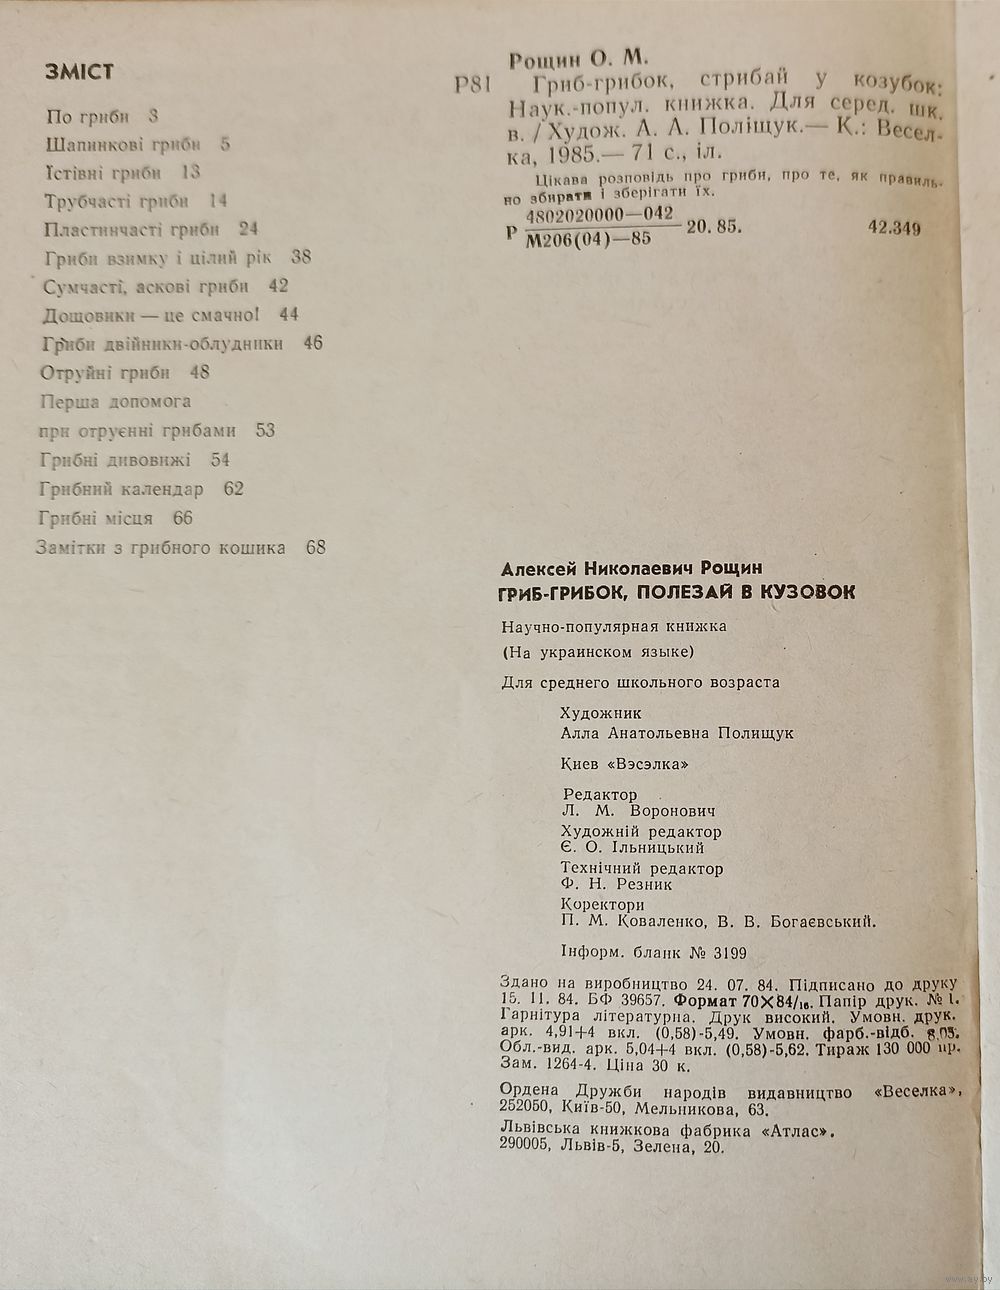 ЗМІСТ
По гриби 3
Шапинкові гриби 5
Їстівні гриби 13
Трубчасті гриби 14
Пластинчасті гриби 24
Гриби взимку і цілий рік 38
Сумчасті, аскові гриби 42
Дощовики — це смачно! 44
Гриби двійники-облудники 46
Отруйні гриби 48
Перша допомога
при отруєнні грибами 53
Грибні дивовижі 54
Грибний календар 62
Грибні місця 66
Замітки з грибного кошика 68
Рощин О. М.
Р81 Гриб-грибок, стрибай у козубок:
Наук.-попул. книжка. Для серед. шк.
в. / Худож. А. А. Поліщук.— К.: Весел-
ка, 1985.— 71 с., іл.
Цікава розповідь про гриби, про те, як правиль-
но збирати і зберігати їх.
Р 4802020000—042
М206(04)—85 20. 85. 42.349
Алексей Николаевич Рощин
ГРИБ-ГРИБОК, ПОЛЕЗАЙ В КУЗОВОК
Научно-популярная книжка
(На украинском языке)
Для среднего школьного возраста
Художник
Алла Анатольевна Полищук
Киев «Вэсэлка»
Редактор
Л. М. Воронович
Художній редактор
Є. О. Ільницький
Технічний редактор
Ф. Н. Резник
Коректори
П. М. Коваленко, В. В. Богаєвський.
Інформ. бланк № 3199
Здано на виробництво 24. 07. 84. Підписано до друку
15. 11. 84. БФ 39657. Формат 70×84/16. Папір друк. № 1.
Гарнітура літературна. Друк високий. Умовн. друк.
арк. 4,91+4 вкл. (0,58)-5,49. Умовн. фарб.-відб.
Обл.-вид. арк. 5,04+4 вкл. (0,58)-5,62. Тираж 130 000 пр.
Зам. 1264-4. Ціна 30 к.
Ордена Дружби народів видавництво «Веселка»,
252050, Київ-50, Мельникова, 63.
Львівська книжкова фабрика «Атлас».
290005, Львів-5, Зелена, 20.
www.ay.by